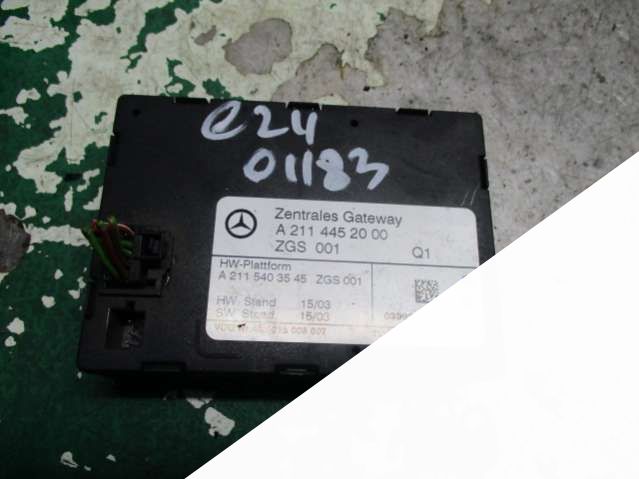 e24
01183
Zentrales Gateway
A 211 445 20 00
ZGS 001 Q1
HW-Plattform
A 211 540 35 45 ZGS 001
HW Stand 15/03
SW Stand 15/03